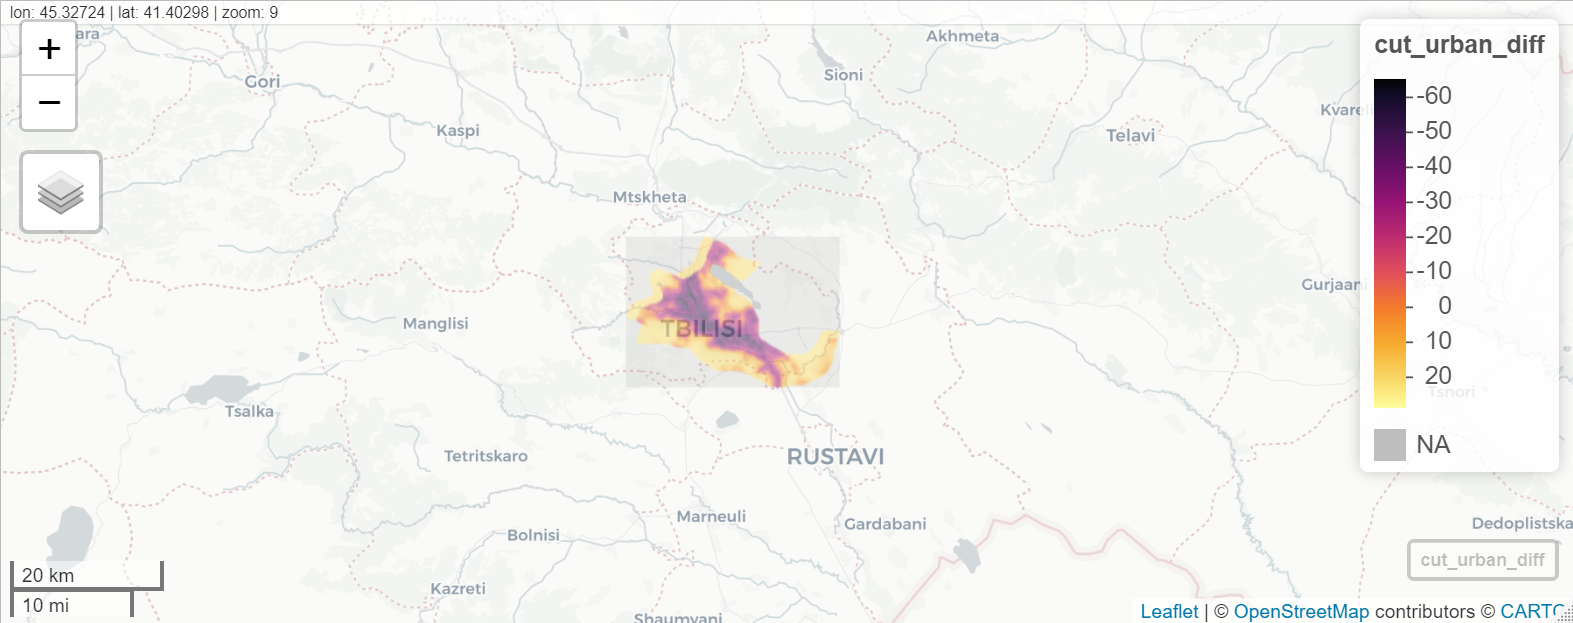 lon: 45.32724 | lat: 41.40298 | zoom: 9
+
−
ara
Gori
Kaspi
Akhmeta
Sioni
Telavi
Kvareli
Mtskheta
TBILISI
Manglisi
Gurjaani
Tsalka
Tsnori
Tetritskaro
RUSTAVI
Marneuli
Gardabani
Bolnisi
Kazreti
Shaumyani
Dedoplistska
cut_urban_diff
-60
-50
-40
-30
-20
-10
0
10
20
NA
cut_urban_diff
20 km
10 mi
Leaflet | © OpenStreetMap contributors © CARTO